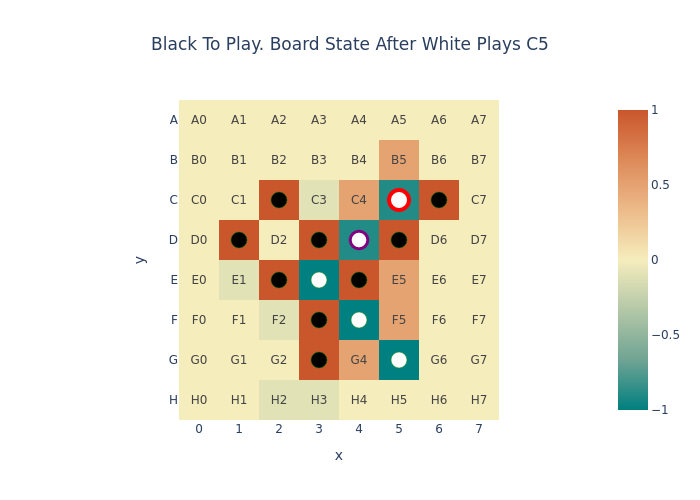 Black To Play. Board State After White Plays C5
A A0 A1 A2 A3 A4 A5 A6 A7
B B0 B1 B2 B3 B4 B5 B6 B7
C C0 C1 C3 C4 C7
D D0 D2 D6 D7
E E0 E1 E5 E6 E7
F F0 F1 F2 F5 F6 F7
G G0 G1 G2 G4 G6 G7
H H0 H1 H2 H3 H4 H5 H6 H7
0 1 2 3 4 5 6 7
x
y
1
0.5
0
−0.5
−1